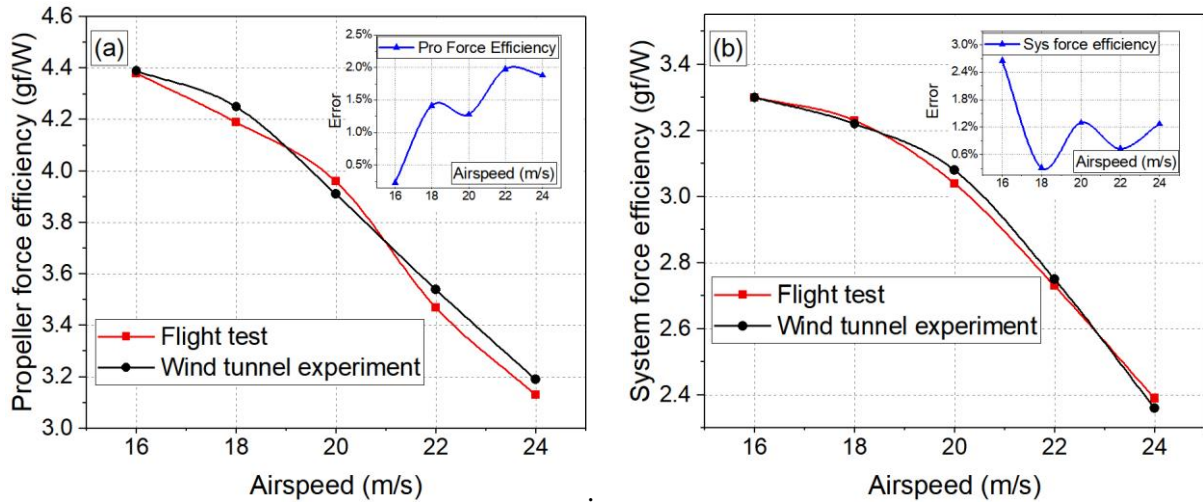 (a)
Propeller force efficiency (gf/W)
4.6
4.4
4.2
4.0
3.8
3.6
3.4
3.2
3.0
16
18
20
22
24
Airspeed (m/s)
Flight test
Wind tunnel experiment
Pro Force Efficiency
Error
2.5%
2.0%
1.5%
1.0%
0.5%
Airspeed (m/s)
16
18
20
22
24
.
(b)
System force efficiency (gf/W)
3.4
3.2
3.0
2.8
2.6
2.4
16
18
20
22
24
Airspeed (m/s)
Flight test
Wind tunnel experiment
Sys force efficiency
Error
3.0%
2.4%
1.8%
1.2%
0.6%
Airspeed (m/s)
16
18
20
22
24